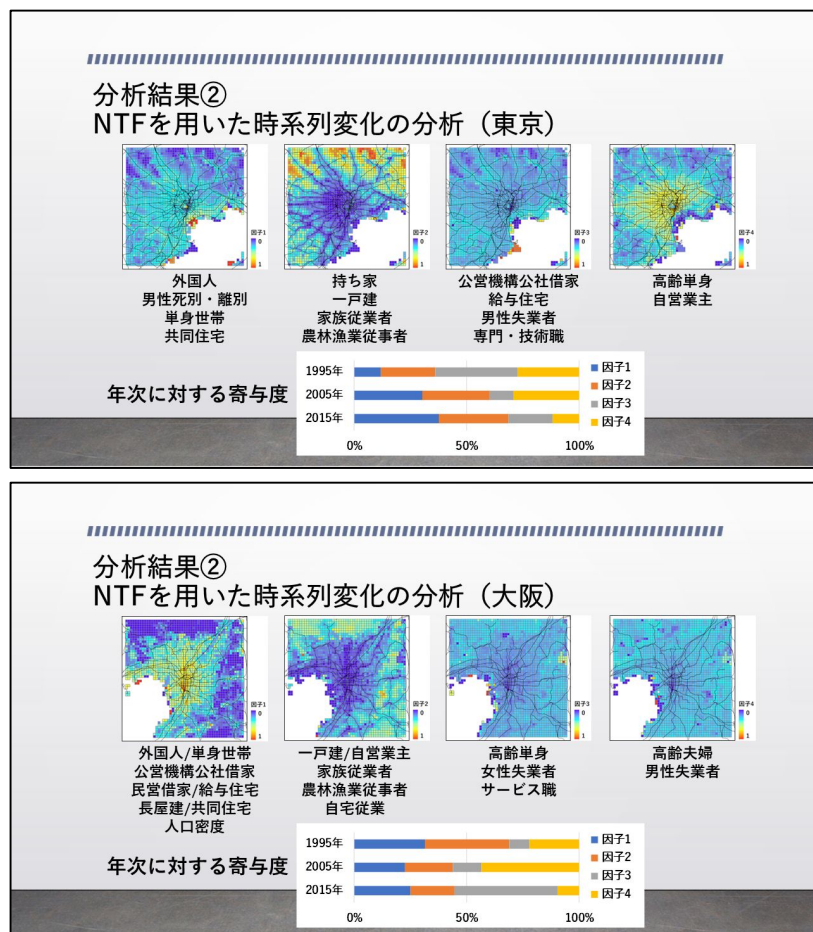 分析結果②
NTFを用いた時系列変化の分析（東京）
因子1
0
1
因子2
0
1
因子3
0
1
因子4
0
1
外国人
男性死別・離別
単身世帯
共同住宅
持ち家
一戸建
家族従業者
農林漁業従事者
公営機構公社借家
給与住宅
男性失業者
専門・技術職
高齢単身
自営業主
年次に対する寄与度
1995年
2005年
2015年
0%
50%
100%
因子1
因子2
因子3
因子4
分析結果②
NTFを用いた時系列変化の分析（大阪）
因子1
0
1
因子2
0
1
因子3
0
1
因子4
0
1
外国人/単身世帯
公営機構公社借家
民営借家/給与住宅
長屋建/共同住宅
人口密度
一戸建/自営業主
家族従業者
農林漁業従事者
自宅従業
高齢単身
女性失業者
サービス職
高齢夫婦
男性失業者
年次に対する寄与度
1995年
2005年
2015年
0%
50%
100%
因子1
因子2
因子3
因子4